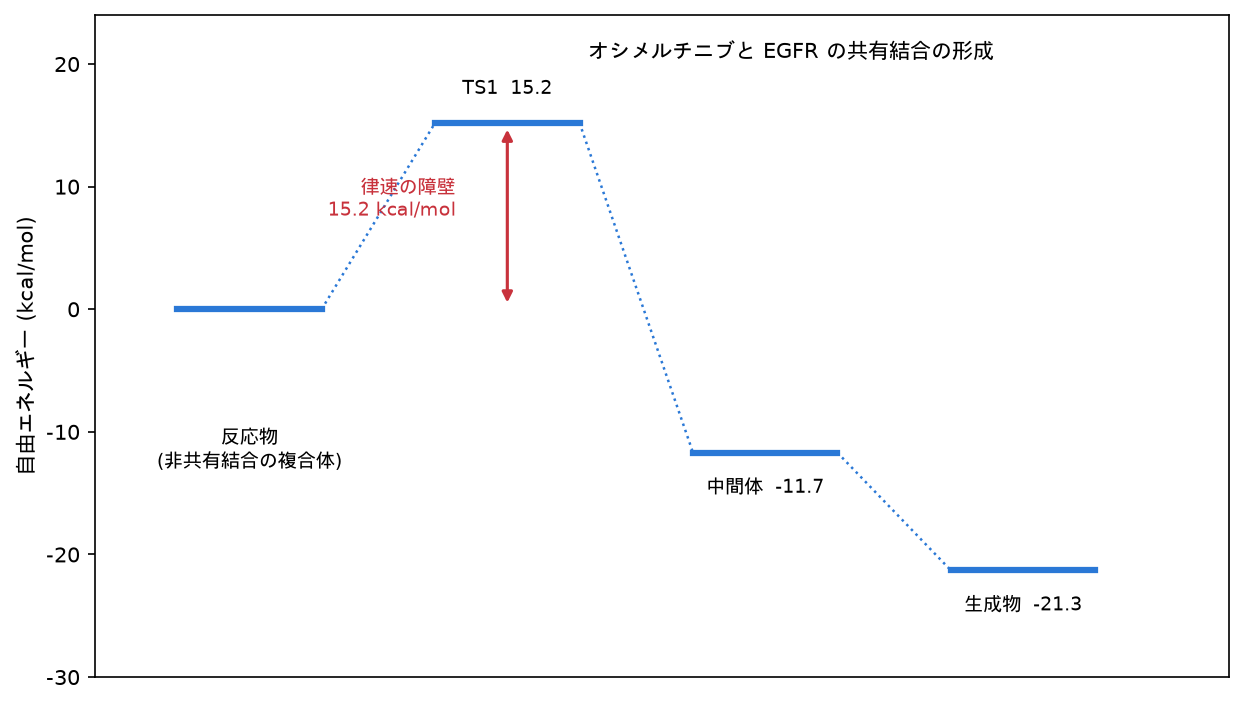 オシメルチニブと EGFR の共有結合の形成
TS1 15.2
律速の障壁
15.2 kcal/mol
反応物
(非共有結合の複合体)
中間体 -11.7
生成物 -21.3
自由エネルギー (kcal/mol)
20
10
0
-10
-20
-30